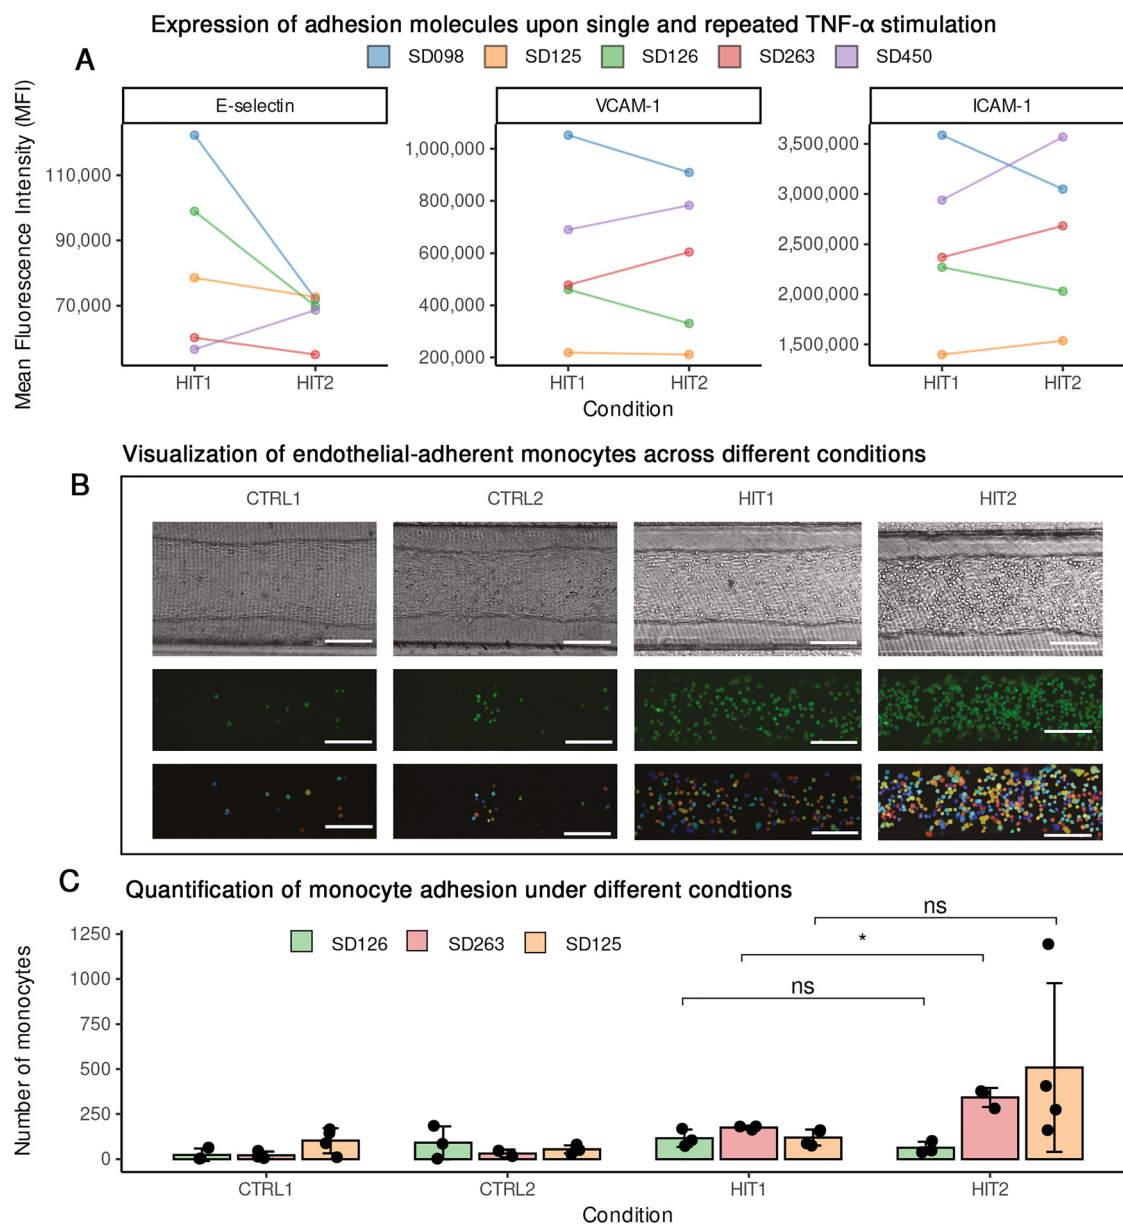 Expression of adhesion molecules upon single and repeated TNF-α stimulation
A
SD098 SD125 SD126 SD263 SD450
Mean Fluorescence Intensity (MFI)
E-selectin VCAM-1 ICAM-1
110,000
90,000
70,000
1,000,000
800,000
600,000
400,000
200,000
3,500,000
3,000,000
2,500,000
2,000,000
1,500,000
HIT1 HIT2 HIT1 HIT2 HIT1 HIT2
Condition
Visualization of endothelial-adherent monocytes across different conditions
B
CTRL1 CTRL2 HIT1 HIT2
C
Quantification of monocyte adhesion under different condtions
SD126 SD263 SD125
ns
*
ns
Number of monocytes
1250
1000
750
500
250
0
CTRL1 CTRL2 HIT1 HIT2
Condition